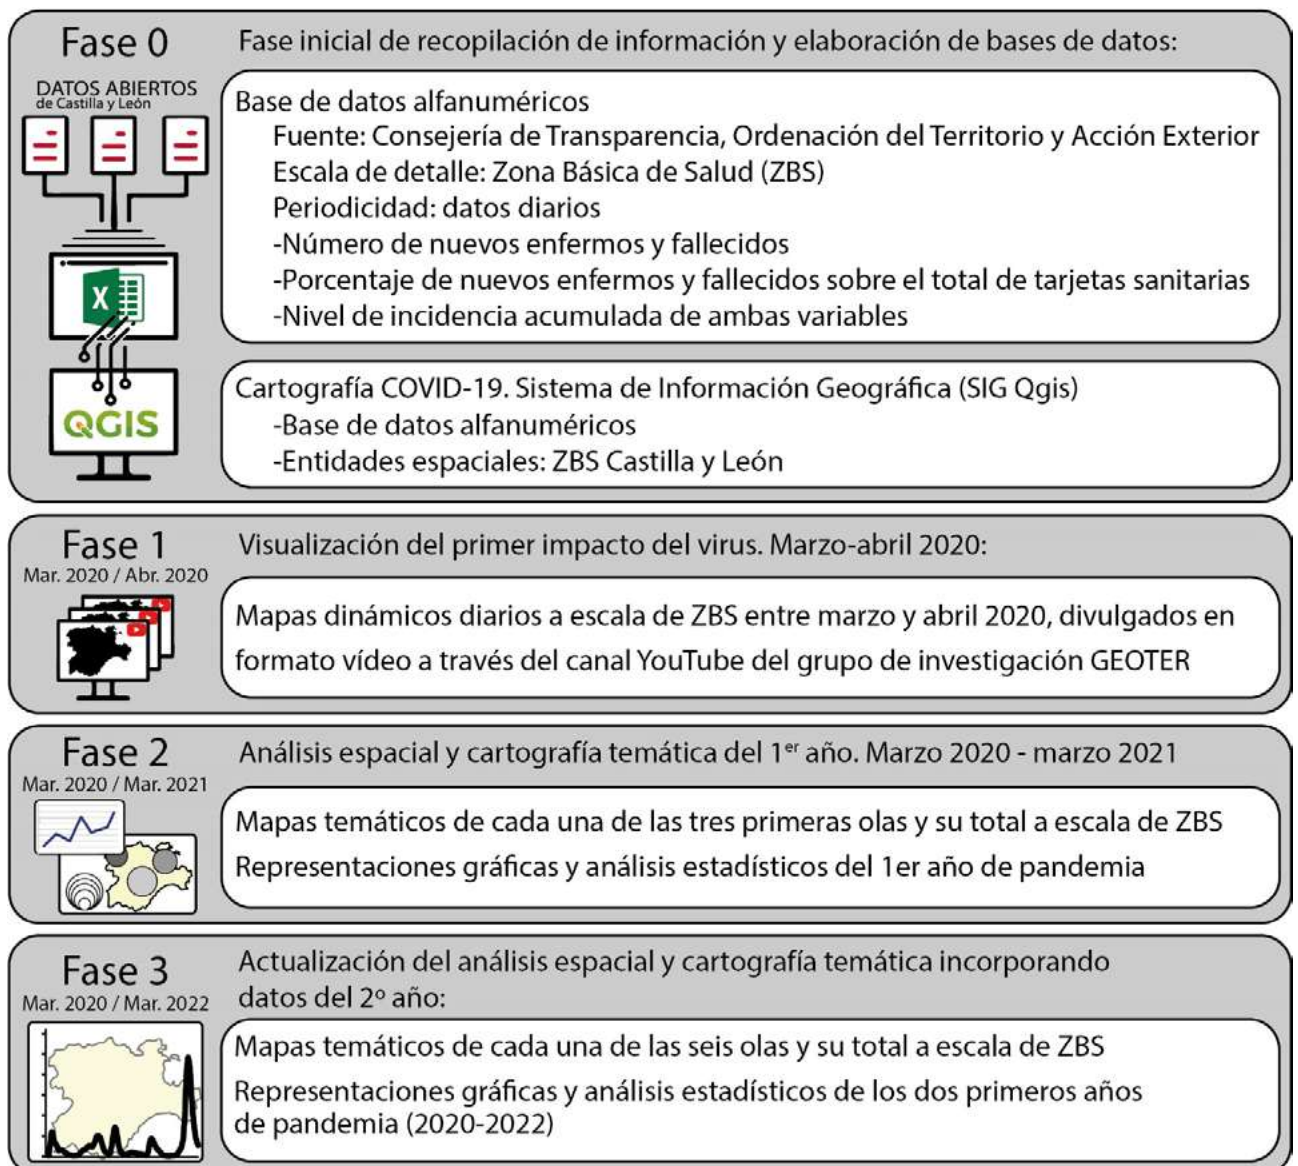 Fase 0
DATOS ABIERTOS
de Castilla y León
X
QGIS
Fase inicial de recopilación de información y elaboración de bases de datos:
Base de datos alfanuméricos
Fuente: Consejería de Transparencia, Ordenación del Territorio y Acción Exterior
Escala de detalle: Zona Básica de Salud (ZBS)
Periodicidad: datos diarios
-Número de nuevos enfermos y fallecidos
-Porcentaje de nuevos enfermos y fallecidos sobre el total de tarjetas sanitarias
-Nivel de incidencia acumulada de ambas variables
Cartografía COVID-19. Sistema de Información Geográfica (SIG Qgis)
-Base de datos alfanuméricos
-Entidades espaciales: ZBS Castilla y León
Fase 1
Mar. 2020 / Abr. 2020
Visualización del primer impacto del virus. Marzo-abril 2020:
Mapas dinámicos diarios a escala de ZBS entre marzo y abril 2020, divulgados en
formato vídeo a través del canal YouTube del grupo de investigación GEOTER
Fase 2
Mar. 2020 / Mar. 2021
Análisis espacial y cartografía temática del 1er año. Marzo 2020 - marzo 2021
Mapas temáticos de cada una de las tres primeras olas y su total a escala de ZBS
Representaciones gráficas y análisis estadísticos del 1er año de pandemia
Fase 3
Mar. 2020 / Mar. 2022
Actualización del análisis espacial y cartografía temática incorporando
datos del 2º año:
Mapas temáticos de cada una de las seis olas y su total a escala de ZBS
Representaciones gráficas y análisis estadísticos de los dos primeros años
de pandemia (2020-2022)